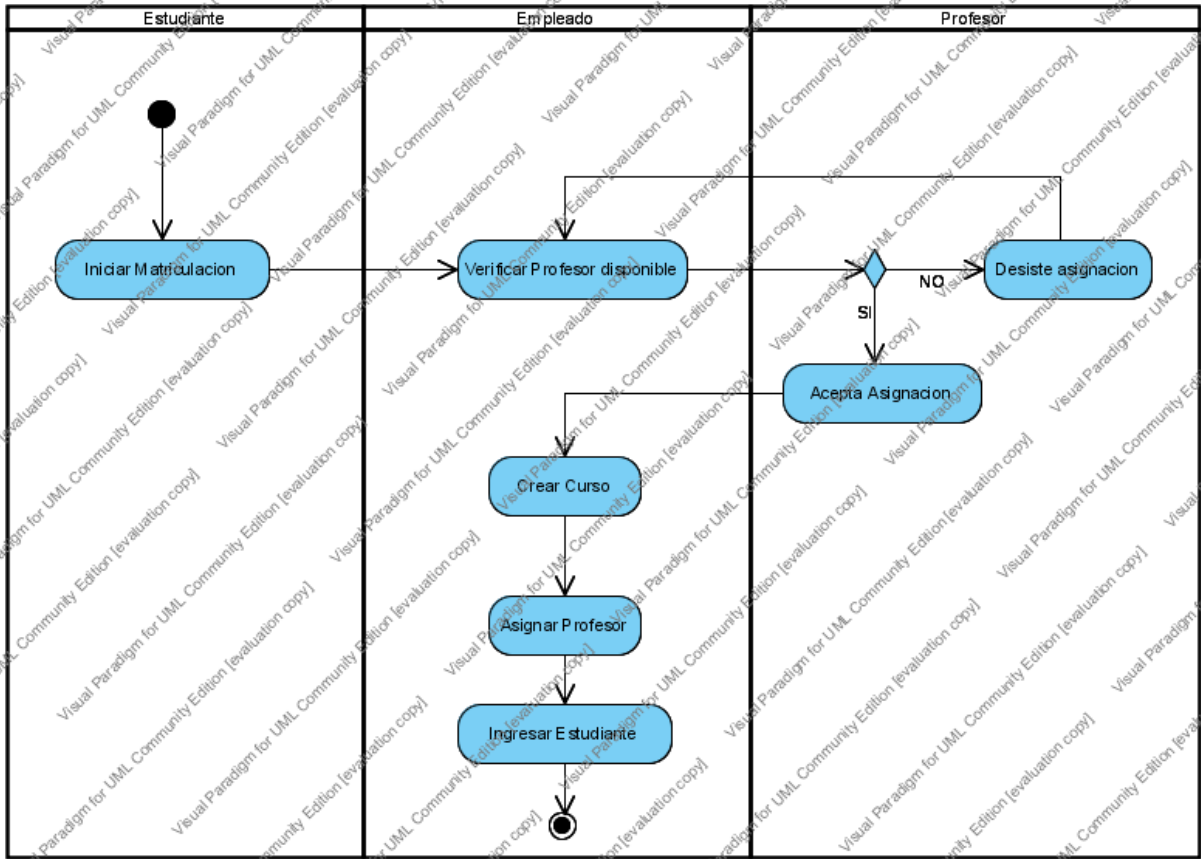 Estudiante
Empleado
Profesor
Iniciar Matriculacion
Verificar Profesor disponible
NO
Desiste asignacion
SI
Acepta Asignacion
Crear Curso
Asignar Profesor
Ingresar Estudiante
Visual Paradigm for UML Community Edition [evaluation copy]